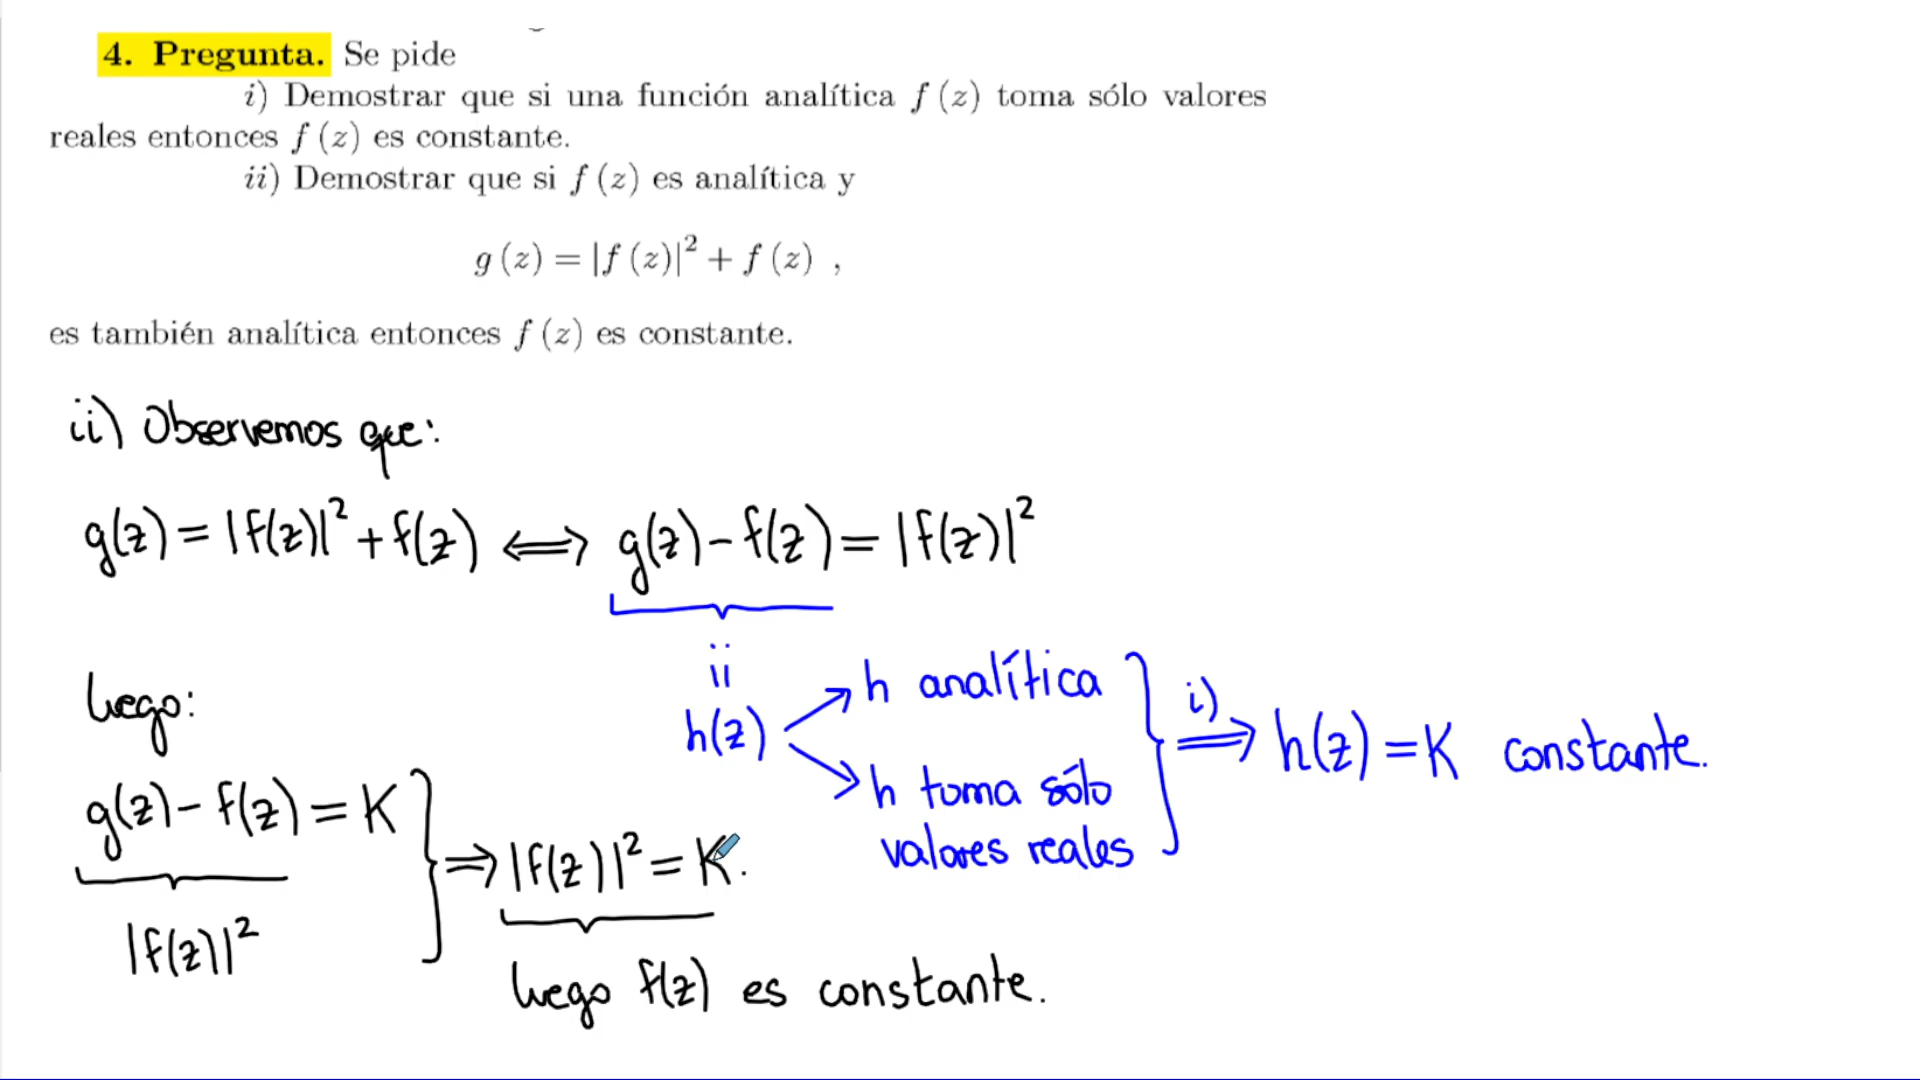 4. Pregunta. Se pide
i) Demostrar que si una función analítica f (z) toma sólo valores
reales entonces f (z) es constante.
ii) Demostrar que si f (z) es analítica y
g (z) = |f (z)|² + f (z) ,
es también analítica entonces f (z) es constante.
ii) Observemos que:
g(z) = |f(z)|² + f(z) ⟺ g(z) - f(z) = |f(z)|²
ii
h(z)
h analítica
h toma sólo
valores reales
i)
⟹ h(z) = K constante.
luego:
g(z) - f(z) = K
|f(z)|²
⟹ |f(z)|² = K.
luego f(z) es constante.